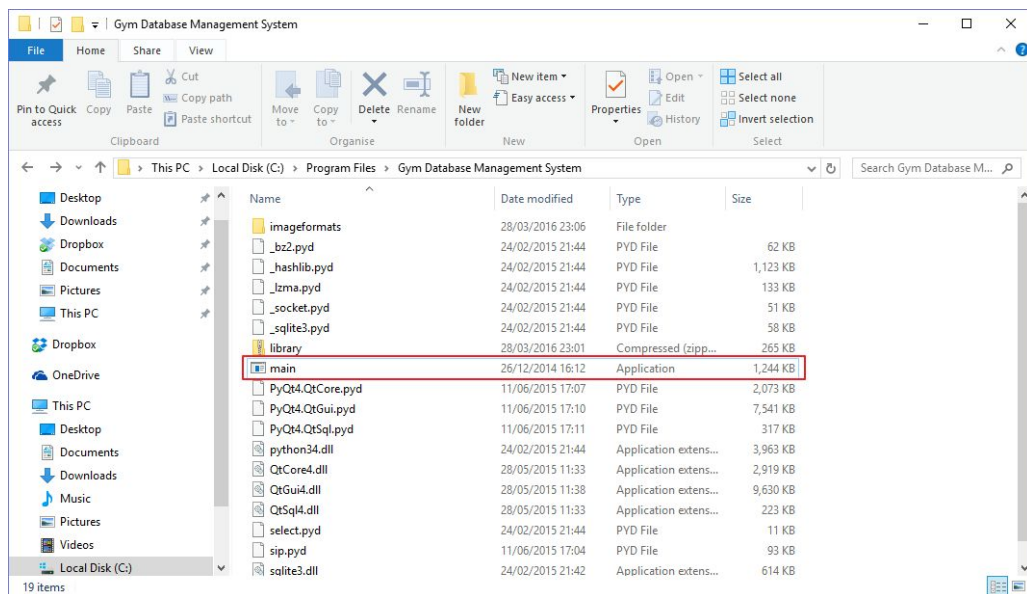 Gym Database Management System
File Home Share View
Pin to Quick access
Copy
Paste
Cut
Copy path
Paste shortcut
Clipboard
Move to
Copy to
Delete
Rename
Organise
New folder
New item
Easy access
New
Properties
Open
Edit
History
Open
Select all
Select none
Invert selection
Select
This PC > Local Disk (C:) > Program Files > Gym Database Management System
Search Gym Database M...
Desktop
Downloads
Dropbox
Documents
Pictures
This PC
Dropbox
OneDrive
This PC
Desktop
Documents
Downloads
Music
Pictures
Videos
Local Disk (C:)
Name Date modified Type Size
imageformats 28/03/2016 23:06 File folder
_bz2.pyd 24/02/2015 21:44 PYD File 62 KB
_hashlib.pyd 24/02/2015 21:44 PYD File 1,123 KB
_lzma.pyd 24/02/2015 21:44 PYD File 133 KB
_socket.pyd 24/02/2015 21:44 PYD File 51 KB
_sqlite3.pyd 24/02/2015 21:44 PYD File 58 KB
library 28/03/2016 23:01 Compressed (zipp... 265 KB
main 26/12/2014 16:12 Application 1,244 KB
PyQt4.QtCore.pyd 11/06/2015 17:07 PYD File 2,073 KB
PyQt4.QtGui.pyd 11/06/2015 17:10 PYD File 7,541 KB
PyQt4.QtSql.pyd 11/06/2015 17:11 PYD File 317 KB
python34.dll 24/02/2015 21:44 Application extens... 3,963 KB
QtCore4.dll 28/05/2015 11:33 Application extens... 2,919 KB
QtGui4.dll 28/05/2015 11:38 Application extens... 9,630 KB
QtSql4.dll 28/05/2015 11:33 Application extens... 223 KB
select.pyd 24/02/2015 21:44 PYD File 11 KB
sip.pyd 11/06/2015 17:04 PYD File 93 KB
sqlite3.dll 24/02/2015 21:42 Application extens... 614 KB
19 items